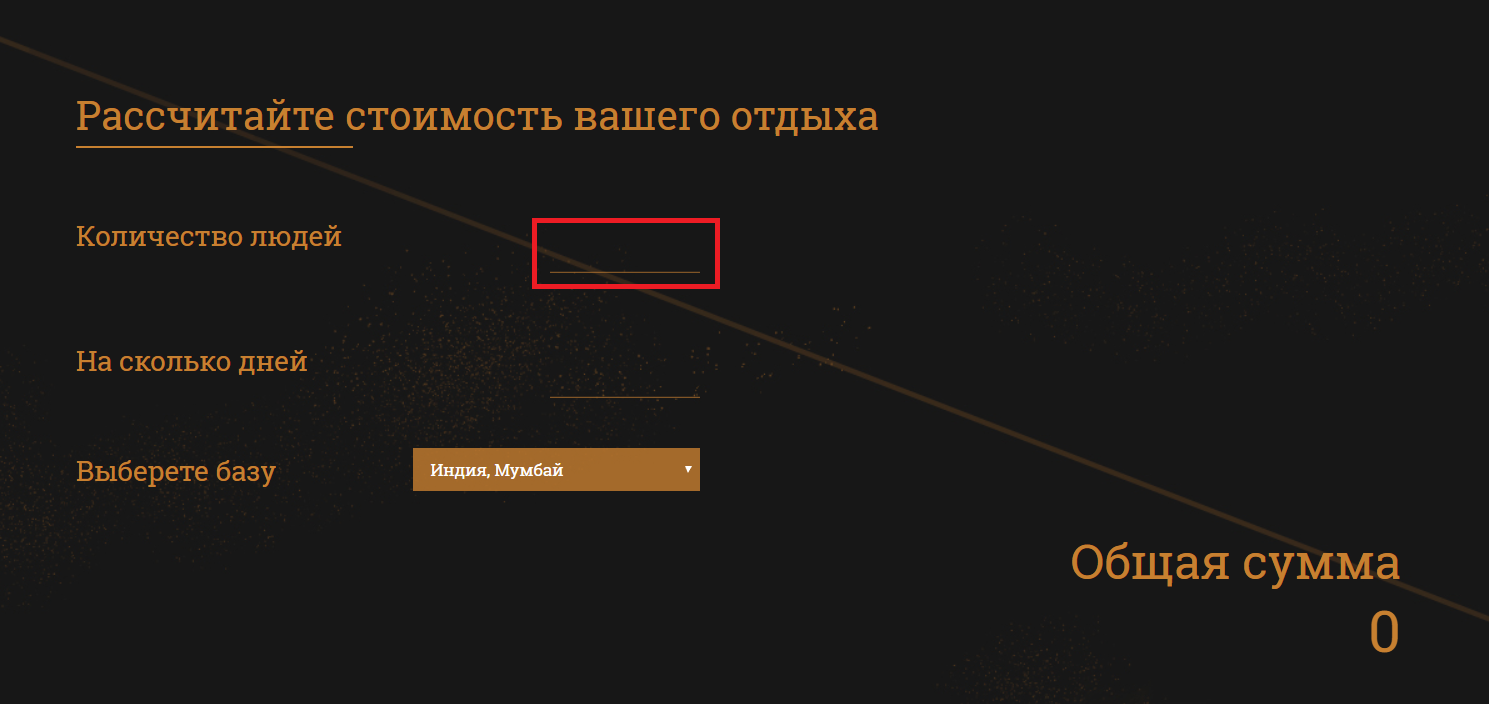 Рассчитайте стоимость вашего отдыха
Количество людей
На сколько дней
Выберете базу
Индия, Мумбай
Общая сумма
0